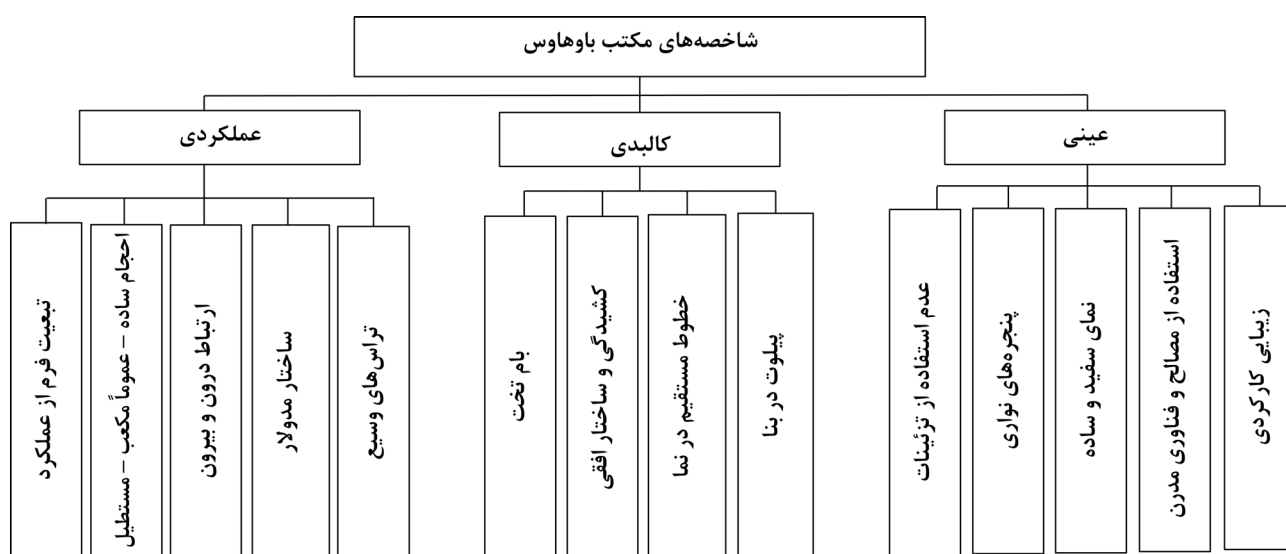 شاخصه‌های مکتب باوهاوس
عینی
کالبدی
عملکردی
زیبایی کارکردی
استفاده از مصالح و فناوری مدرن
نمای سفید و ساده
پنجره‌های نواری
عدم استفاده از تزئینات
پیلوت در بنا
خطوط مستقیم در نما
کشیدگی و ساختار افقی
بام تخت
تراس‌های وسیع
ساختار مدولار
ارتباط درون و بیرون
احجام ساده - عموماً مکعب - مستطیل
تبعیت فرم از عملکرد